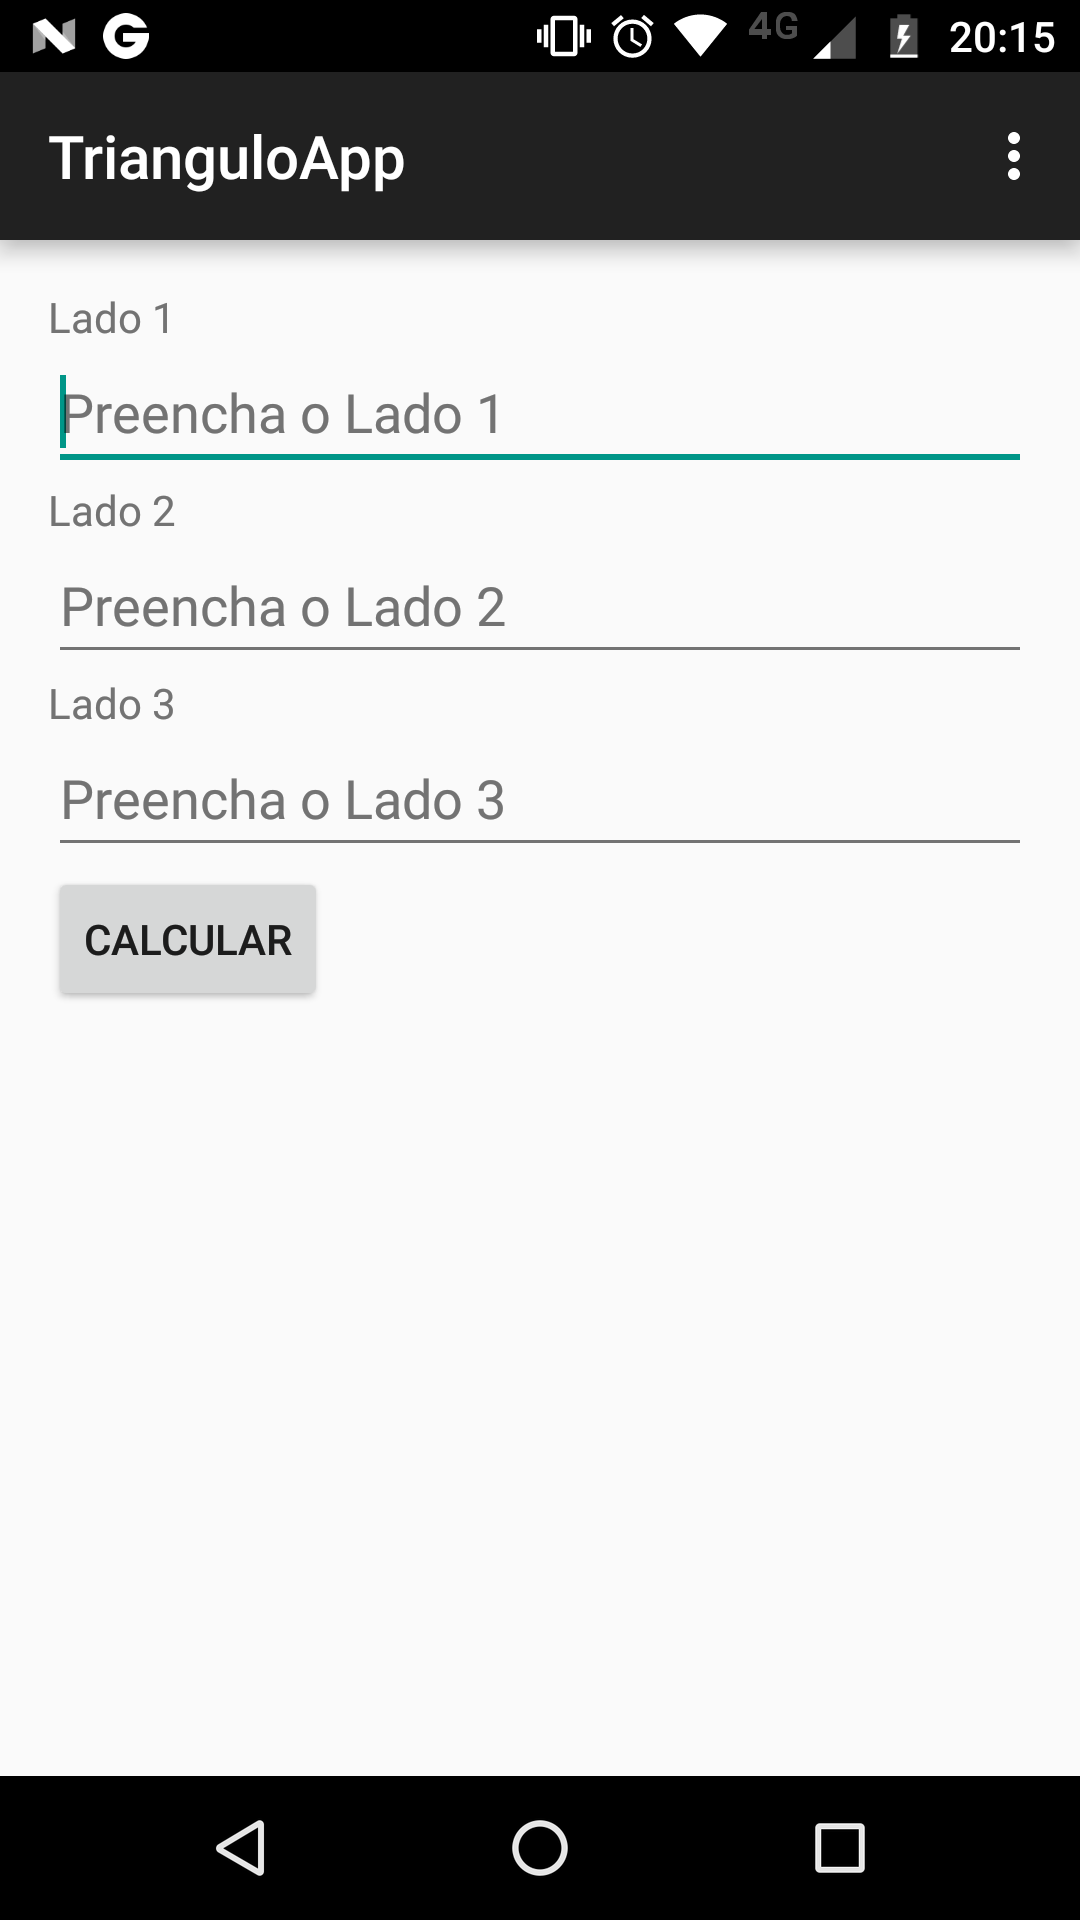 4G 20:15
TrianguloApp
Lado 1
Preencha o Lado 1
Lado 2
Preencha o Lado 2
Lado 3
Preencha o Lado 3
CALCULAR